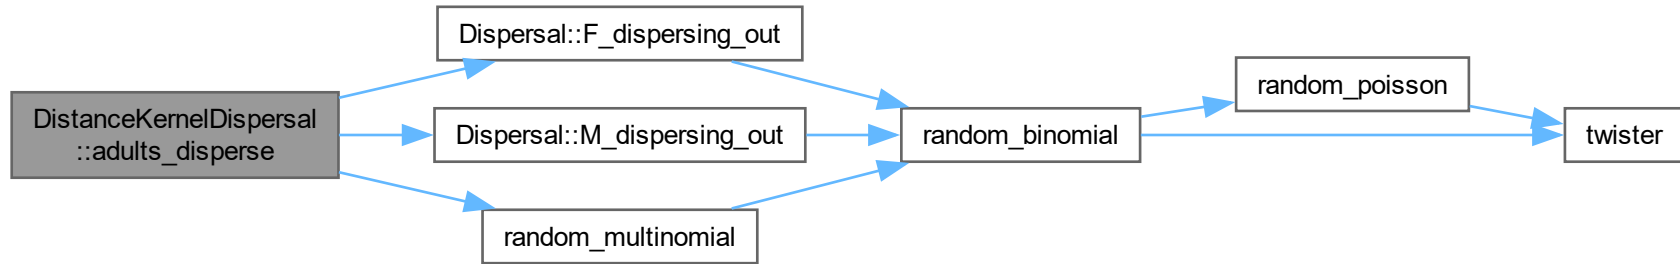 DistanceKernelDispersal
::adults_disperse
Dispersal::F_dispersing_out
Dispersal::M_dispersing_out
random_multinomial
random_binomial
random_poisson
twister